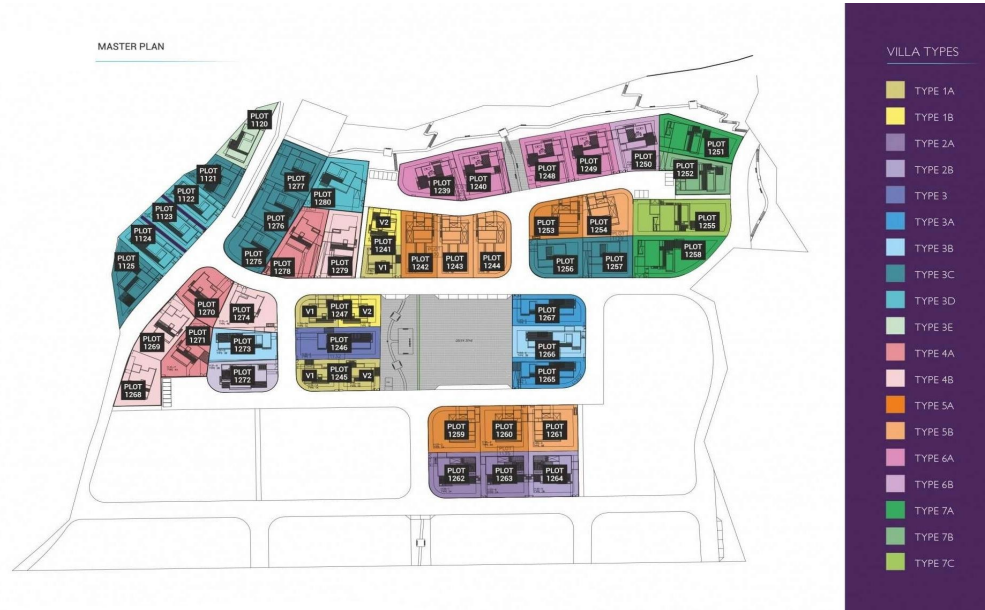 MASTER PLAN
PLOT
1120
PLOT
1121
PLOT
1122
PLOT
1123
PLOT
1124
PLOT
1125
PLOT
1277
PLOT
1280
PLOT
1276
PLOT
1275
PLOT
1278
PLOT
1279
V2
PLOT
1241
V1
PLOT
1242
PLOT
1243
PLOT
1244
PLOT
1239
PLOT
1240
PLOT
1248
PLOT
1249
PLOT
1250
PLOT
1251
PLOT
1252
PLOT
1253
PLOT
1254
PLOT
1255
PLOT
1256
PLOT
1257
PLOT
1258
PLOT
1270
PLOT
1274
PLOT
1269
PLOT
1271
PLOT
1273
PLOT
1272
PLOT
1268
V1
PLOT
1247
V2
PLOT
1246
V1
PLOT
1245
V2
PLOT
1267
PLOT
1266
PLOT
1265
PLOT
1259
PLOT
1260
PLOT
1261
PLOT
1262
PLOT
1263
PLOT
1264
VILLA TYPES
TYPE 1A
TYPE 1B
TYPE 2A
TYPE 2B
TYPE 3
TYPE 3A
TYPE 3B
TYPE 3C
TYPE 3D
TYPE 3E
TYPE 4A
TYPE 4B
TYPE 5A
TYPE 5B
TYPE 6A
TYPE 6B
TYPE 7A
TYPE 7B
TYPE 7C